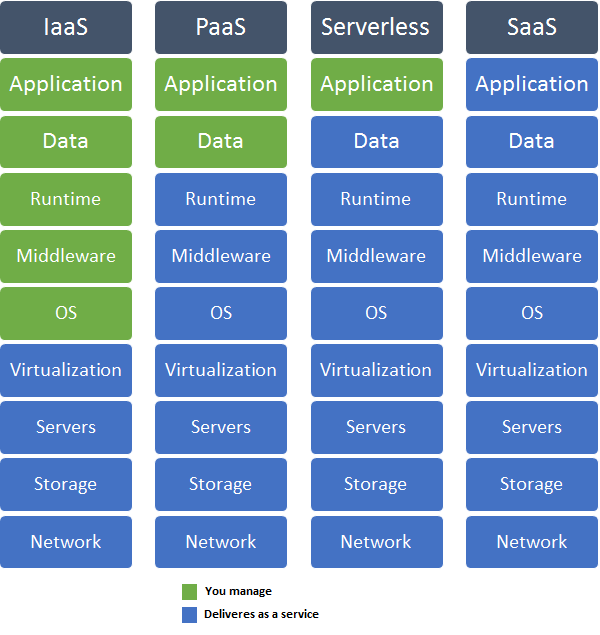 IaaS PaaS Serverless SaaS
Application Application Application Application
Data Data Data Data
Runtime Runtime Runtime Runtime
Middleware Middleware Middleware Middleware
OS OS OS OS
Virtualization Virtualization Virtualization Virtualization
Servers Servers Servers Servers
Storage Storage Storage Storage
Network Network Network Network
You manage
Deliveres as a service